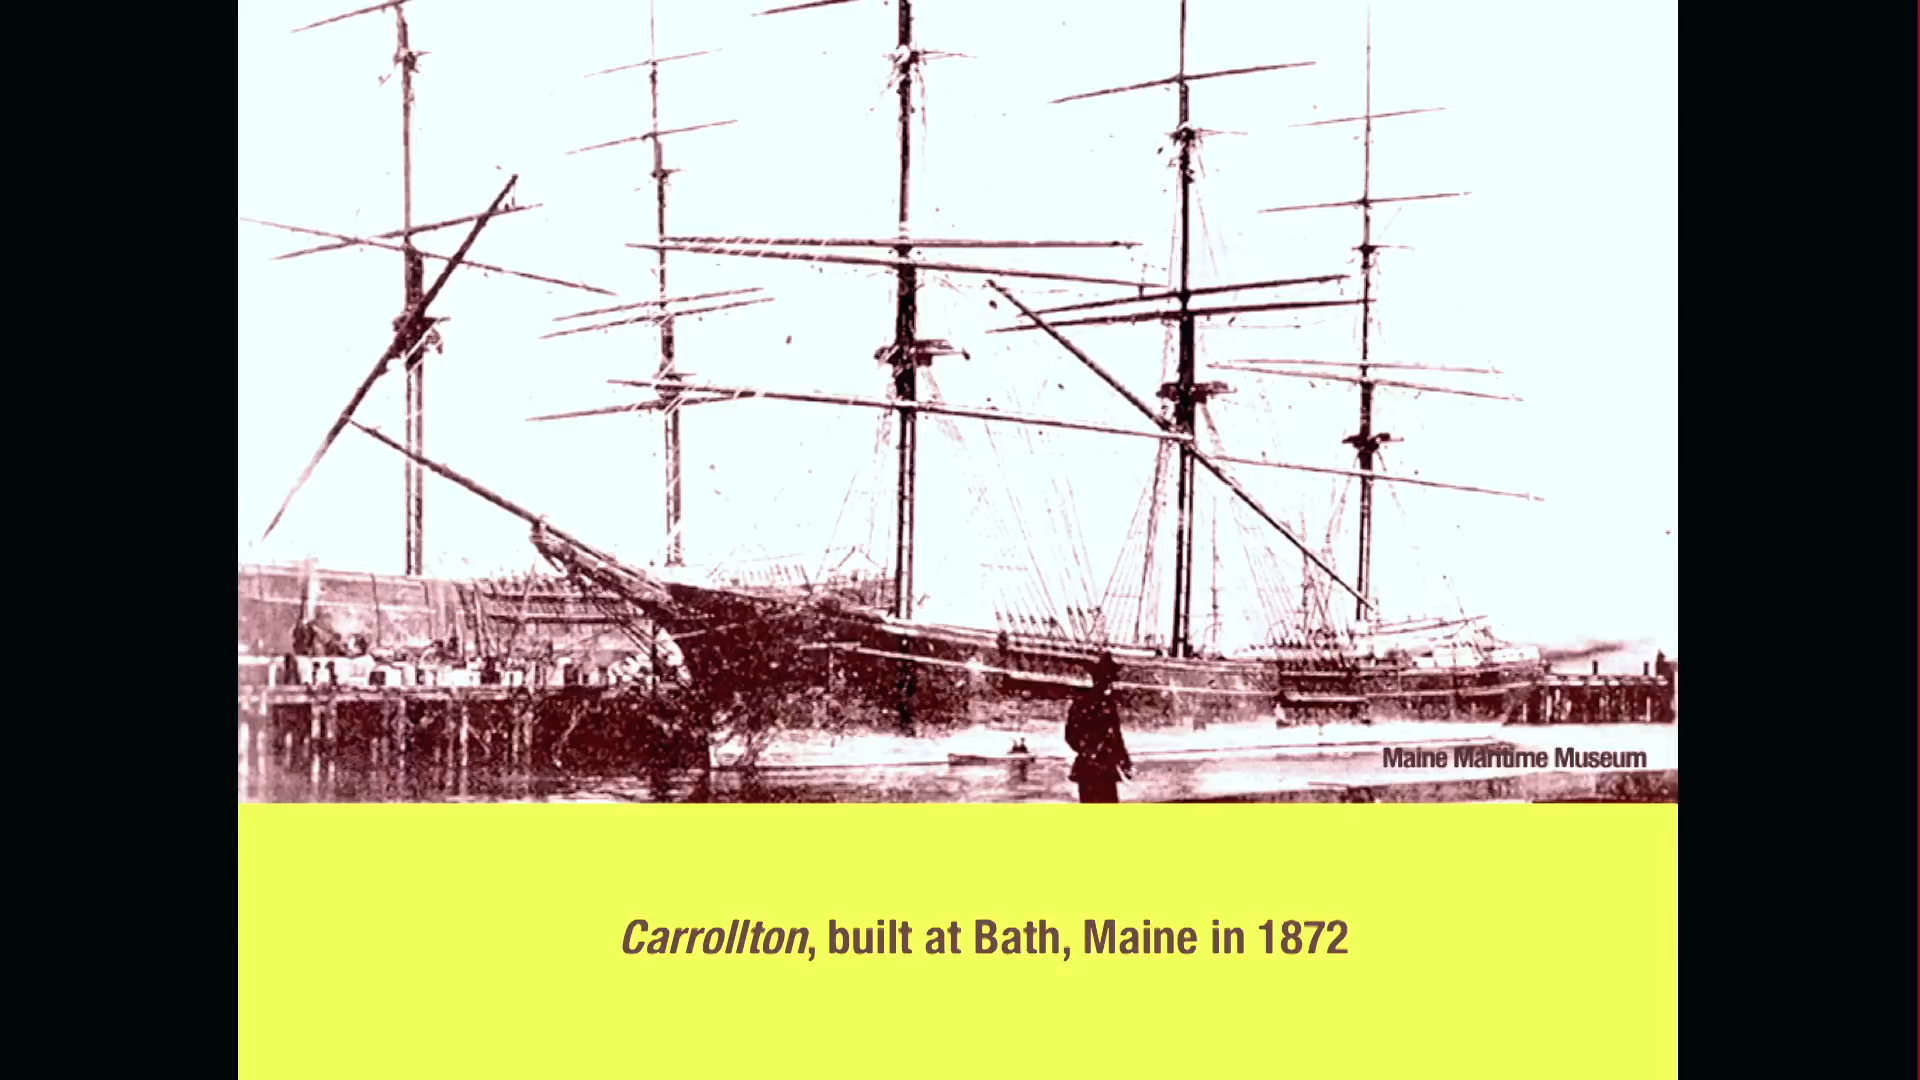 Maine Maritime Museum
Carrollton, built at Bath, Maine in 1872